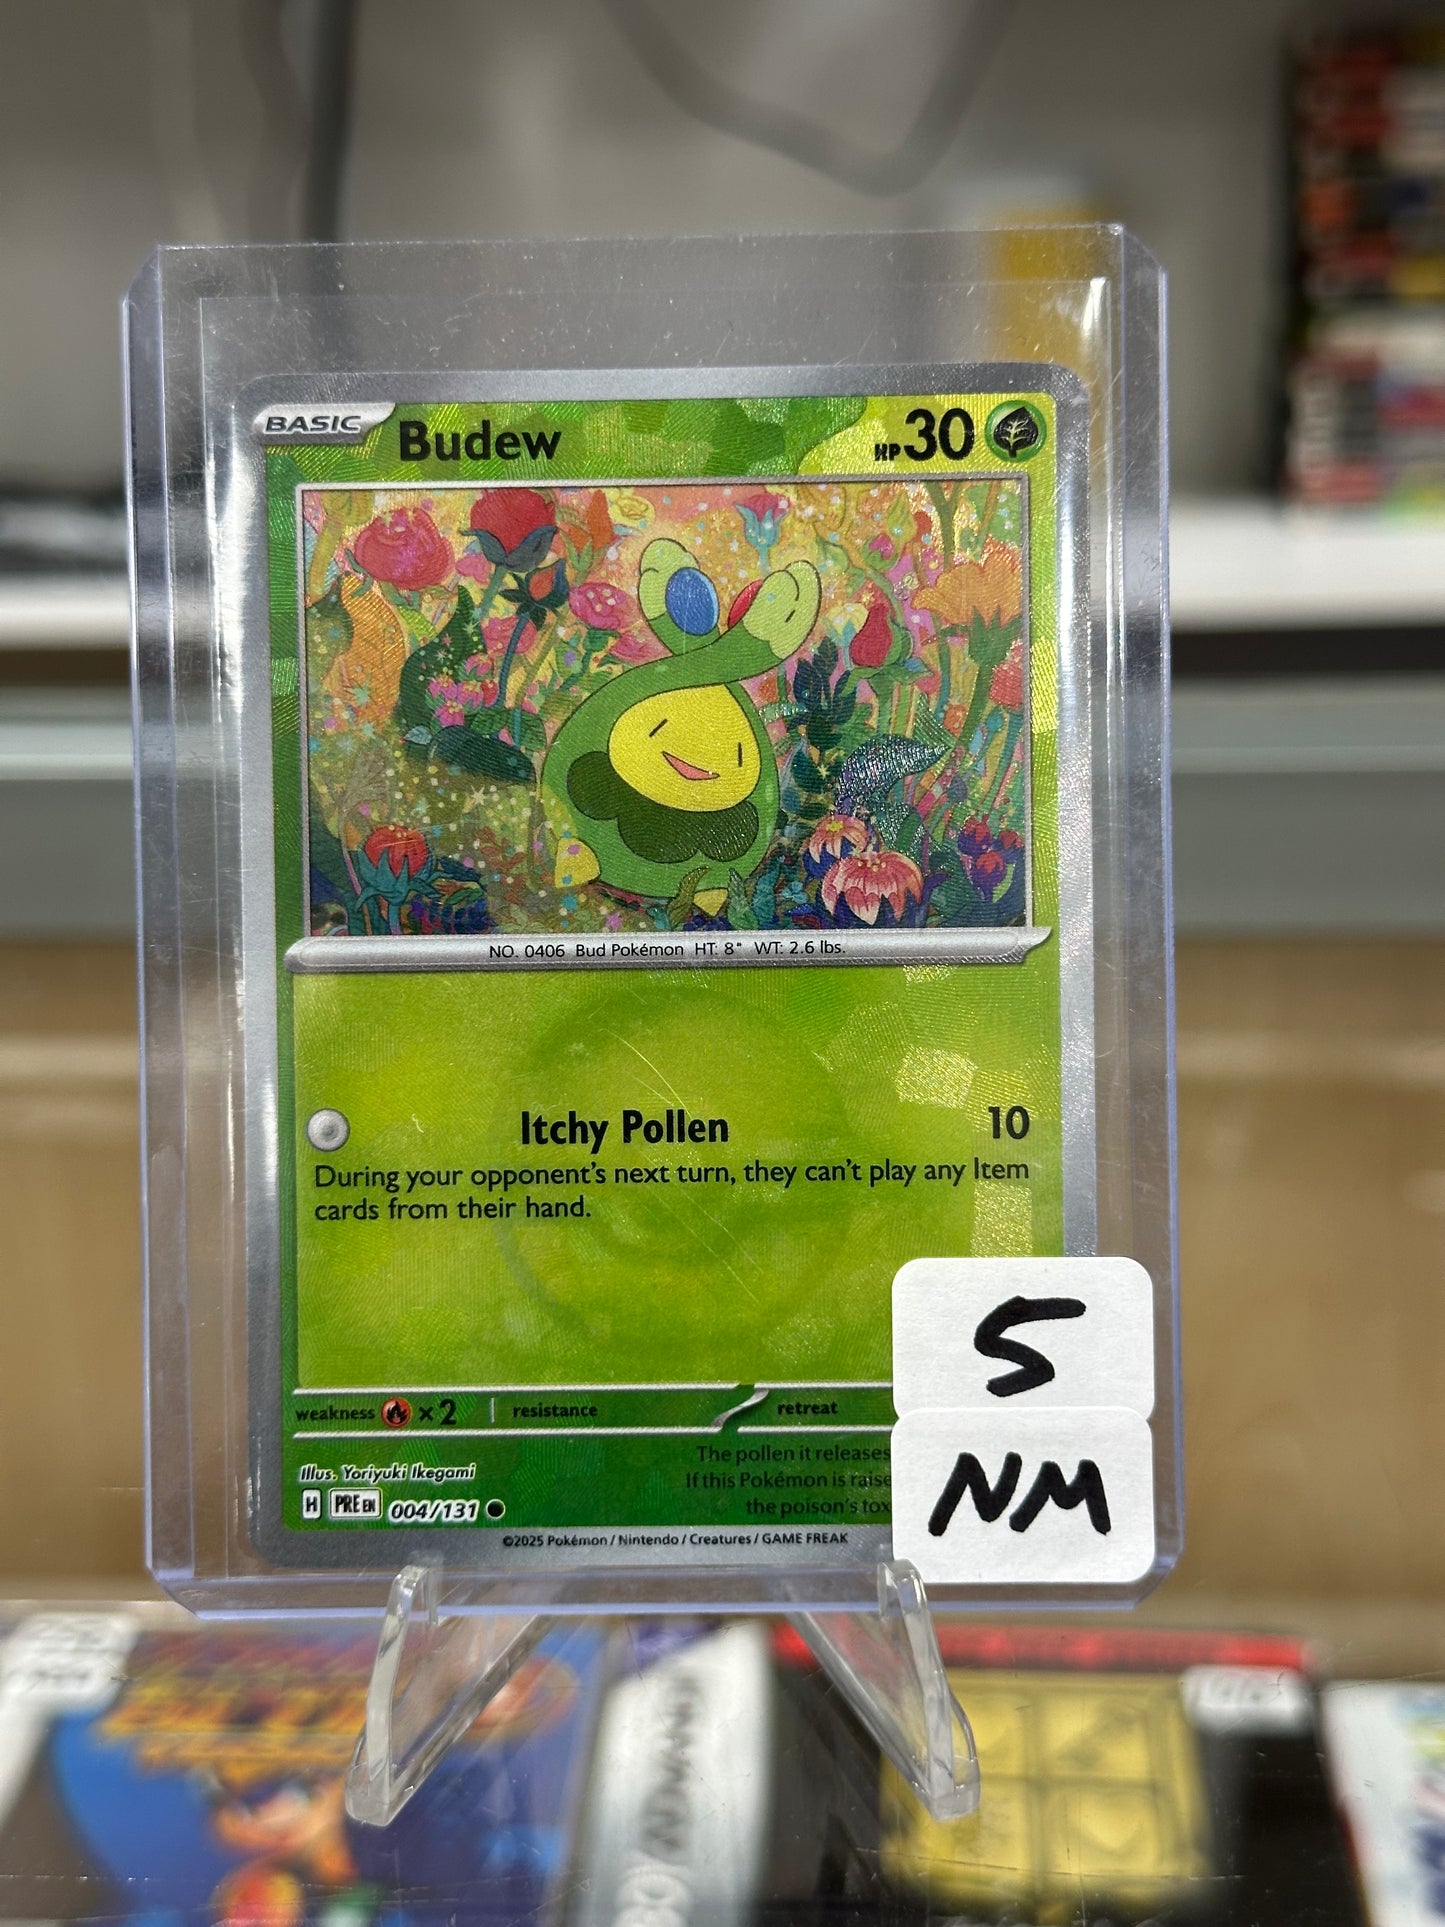 BASIC Budew HP30
NO. 0406 Bud Pokémon HT: 8" WT: 2.6 lbs.
Itchy Pollen 10
During your opponent's next turn, they can't play any Item
cards from their hand.
weakness ×2 resistance retreat
The pollen it releases
If this Pokémon is
the poison's
Illus. Yoriyuki Ikegami
H PRE EN 004/131
©2025 Pokémon / Nintendo / Creatures / GAME FREAK
5
NM
ADVANCE